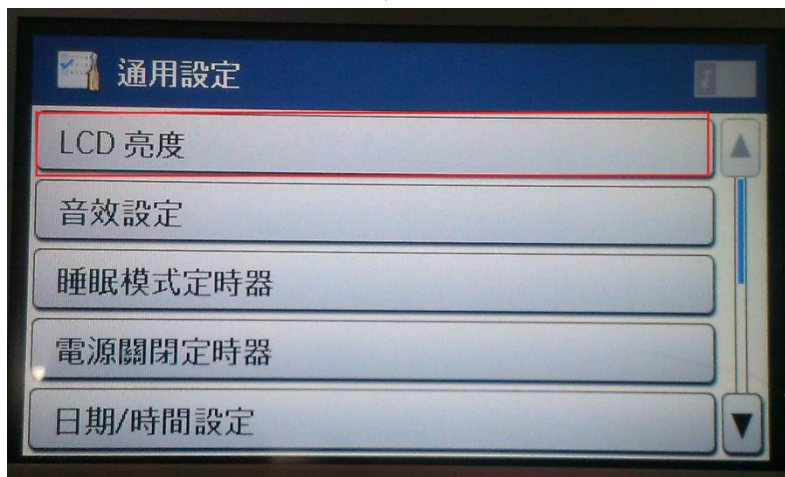 通用設定
LCD 亮度
音效設定
睡眠模式定時器
電源關閉定時器
日期/時間設定